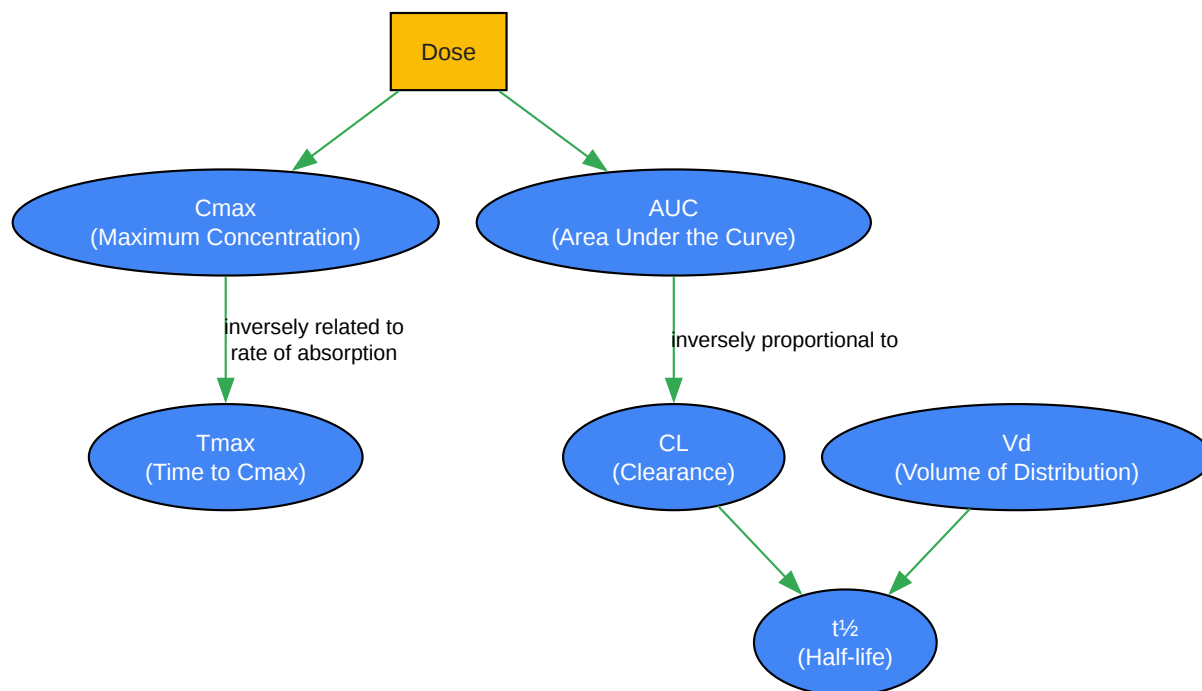 Dose
Cmax
(Maximum Concentration)
AUC
(Area Under the Curve)
inversely related to
rate of absorption
inversely proportional to
Tmax
(Time to Cmax)
CL
(Clearance)
Vd
(Volume of Distribution)
t½
(Half-life)